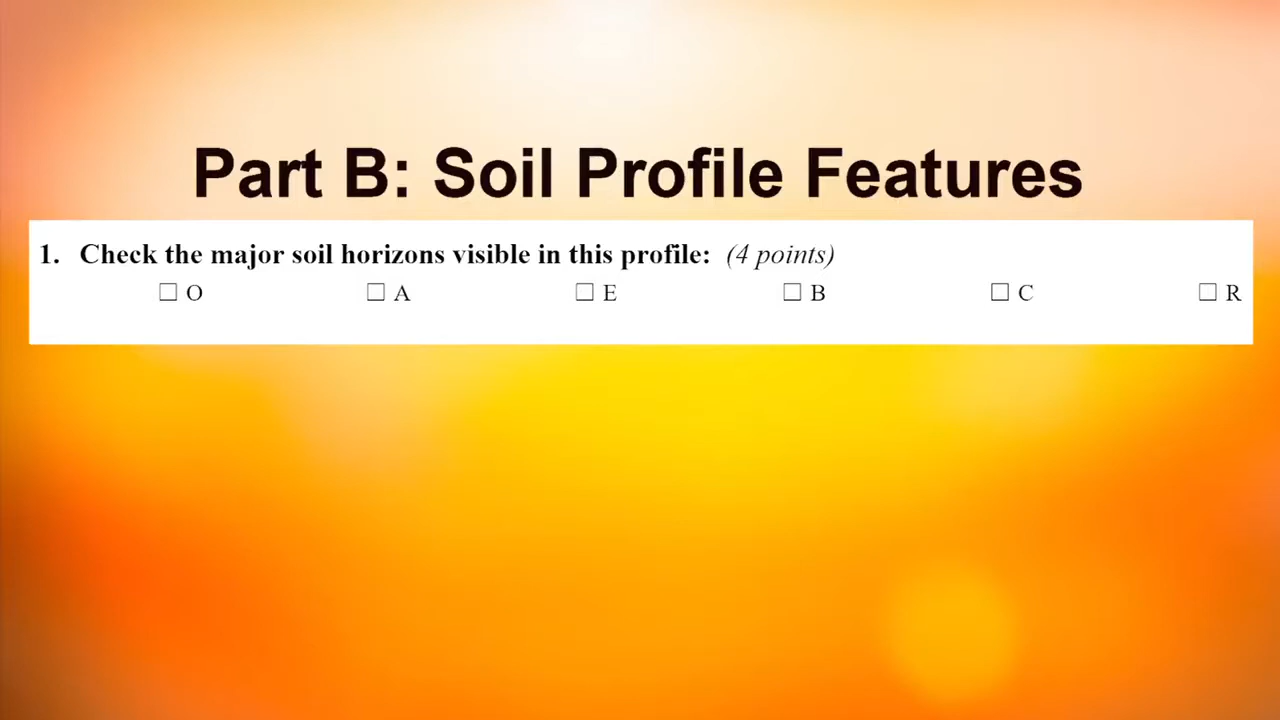 Part B: Soil Profile Features
1. Check the major soil horizons visible in this profile: (4 points)
☐ O ☐ A ☐ E ☐ B ☐ C ☐ R